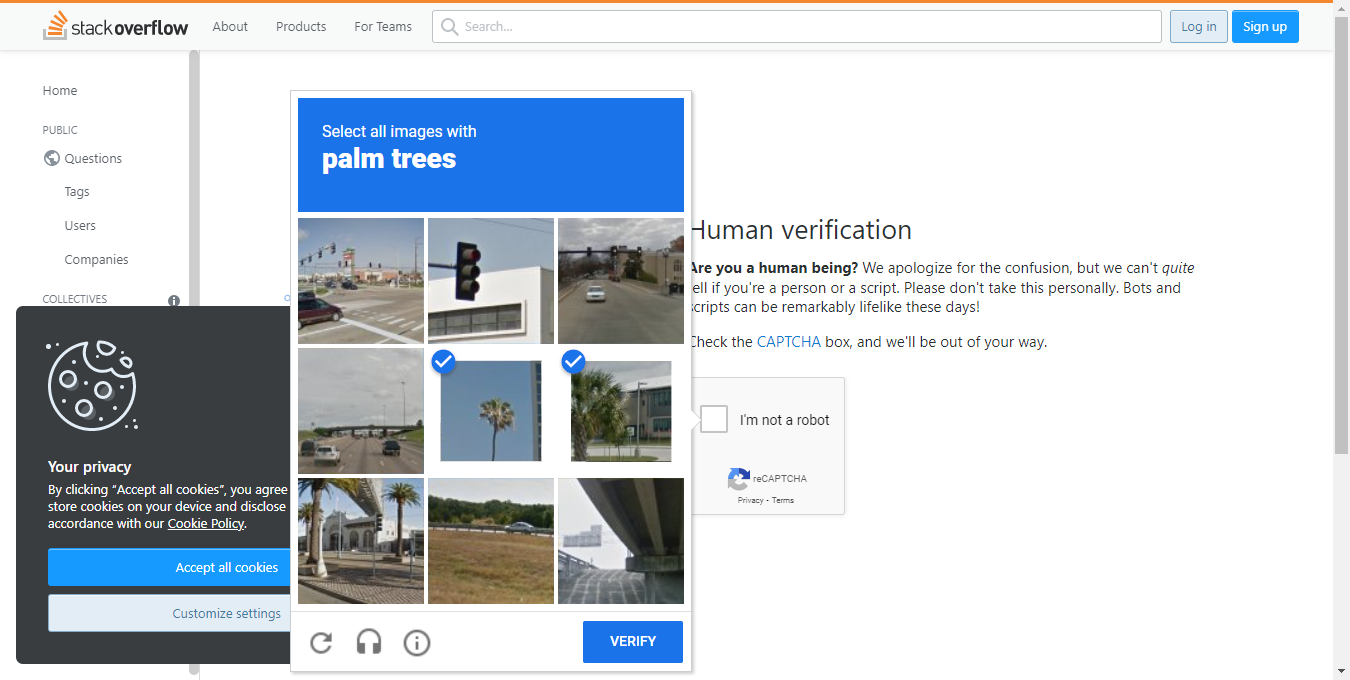 stackoverflow
About
Products
For Teams
Search...
Log in
Sign up
Home
PUBLIC
Questions
Tags
Users
Companies
COLLECTIVES
Select all images with
palm trees
Human verification
Are you a human being? We apologize for the confusion, but we can't quite
tell if you're a person or a script. Please don't take this personally. Bots and
scripts can be remarkably lifelike these days!
Check the CAPTCHA box, and we'll be out of your way.
I'm not a robot
reCAPTCHA
Privacy - Terms
Your privacy
By clicking “Accept all cookies”, you agree
store cookies on your device and disclose
accordance with our Cookie Policy.
Accept all cookies
Customize settings
VERIFY